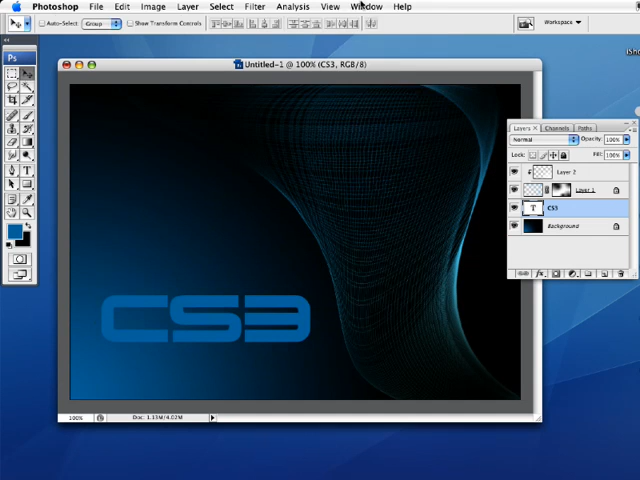 Photoshop File Edit Image Layer Select Filter Analysis View Window Help
Auto-Select: Group Show Transform Controls Workspace
Ps
Untitled-1 @ 100% (CS3, RGB/8)
Layers Channels Paths
Normal Opacity: 100%
Lock: Fill: 100%
Layer 2
Layer 1
T CS3
Background
CS3
100% Doc: 1.13M/4.02M